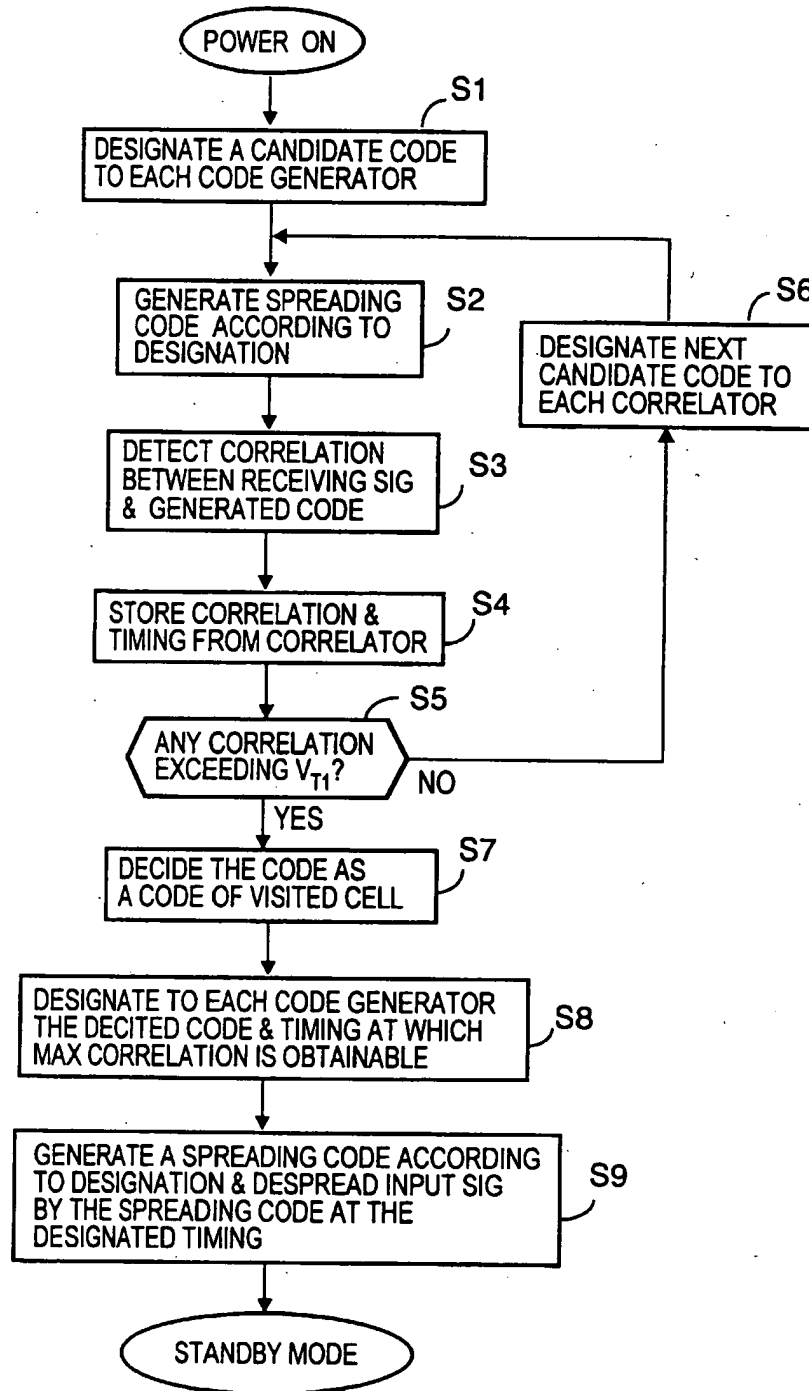 POWER ON
S1
DESIGNATE A CANDIDATE CODE
TO EACH CODE GENERATOR
S2
GENERATE SPREADING
CODE ACCORDING TO
DESIGNATION
S6
DESIGNATE NEXT
CANDIDATE CODE TO
EACH CORRELATOR
S3
DETECT CORRELATION
BETWEEN RECEIVING SIG
& GENERATED CODE
S4
STORE CORRELATION &
TIMING FROM CORRELATOR
S5
ANY CORRELATION
EXCEEDING VT1?
NO
YES
S7
DECIDE THE CODE AS
A CODE OF VISITED CELL
S8
DESIGNATE TO EACH CODE GENERATOR
THE DECITED CODE & TIMING AT WHICH
MAX CORRELATION IS OBTAINABLE
S9
GENERATE A SPREADING CODE ACCORDING
TO DESIGNATION & DESPREAD INPUT SIG
BY THE SPREADING CODE AT THE
DESIGNATED TIMING
STANDBY MODE